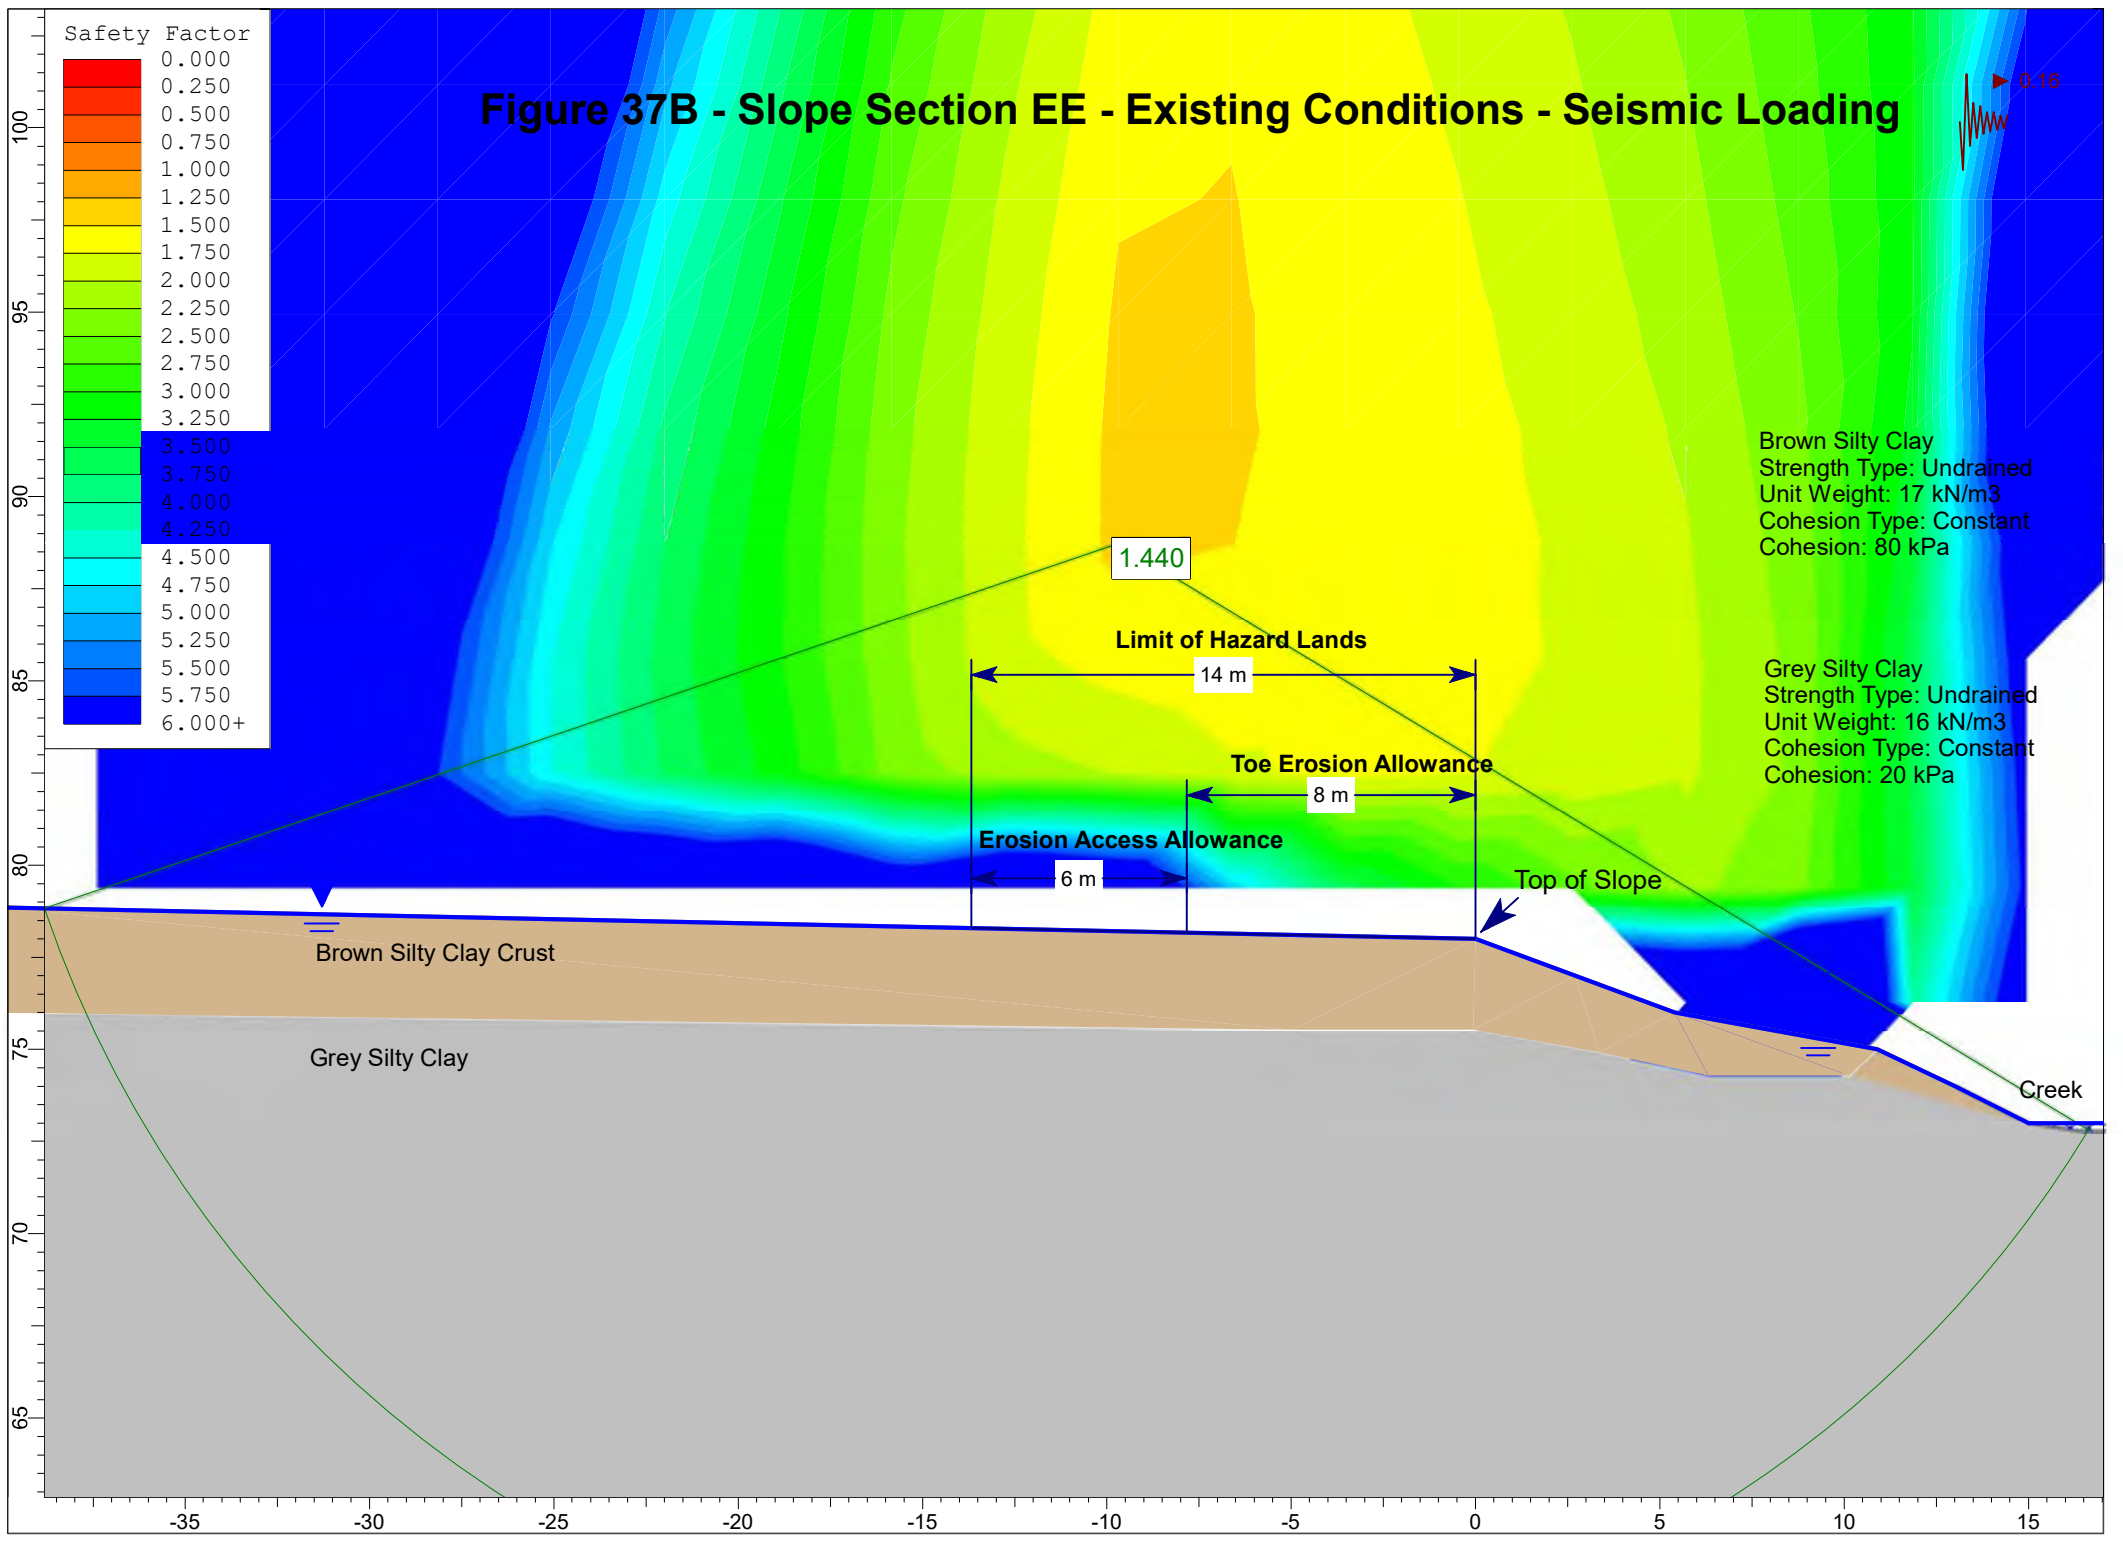 Safety Factor
0.000
0.250
0.500
0.750
1.000
1.250
1.500
1.750
2.000
2.250
2.500
2.750
3.000
3.250
3.500
3.750
4.000
4.250
4.500
4.750
5.000
5.250
5.500
5.750
6.000+
Figure 37B - Slope Section EE - Existing Conditions - Seismic Loading
0.16
Brown Silty Clay
Strength Type: Undrained
Unit Weight: 17 kN/m3
Cohesion Type: Constant
Cohesion: 80 kPa
1.440
Limit of Hazard Lands
14 m
Grey Silty Clay
Strength Type: Undrained
Unit Weight: 16 kN/m3
Cohesion Type: Constant
Cohesion: 20 kPa
Toe Erosion Allowance
8 m
Erosion Access Allowance
6 m
Top of Slope
Brown Silty Clay Crust
Grey Silty Clay
Creek
100
95
90
85
80
75
70
65
-35 -30 -25 -20 -15 -10 -5 0 5 10 15